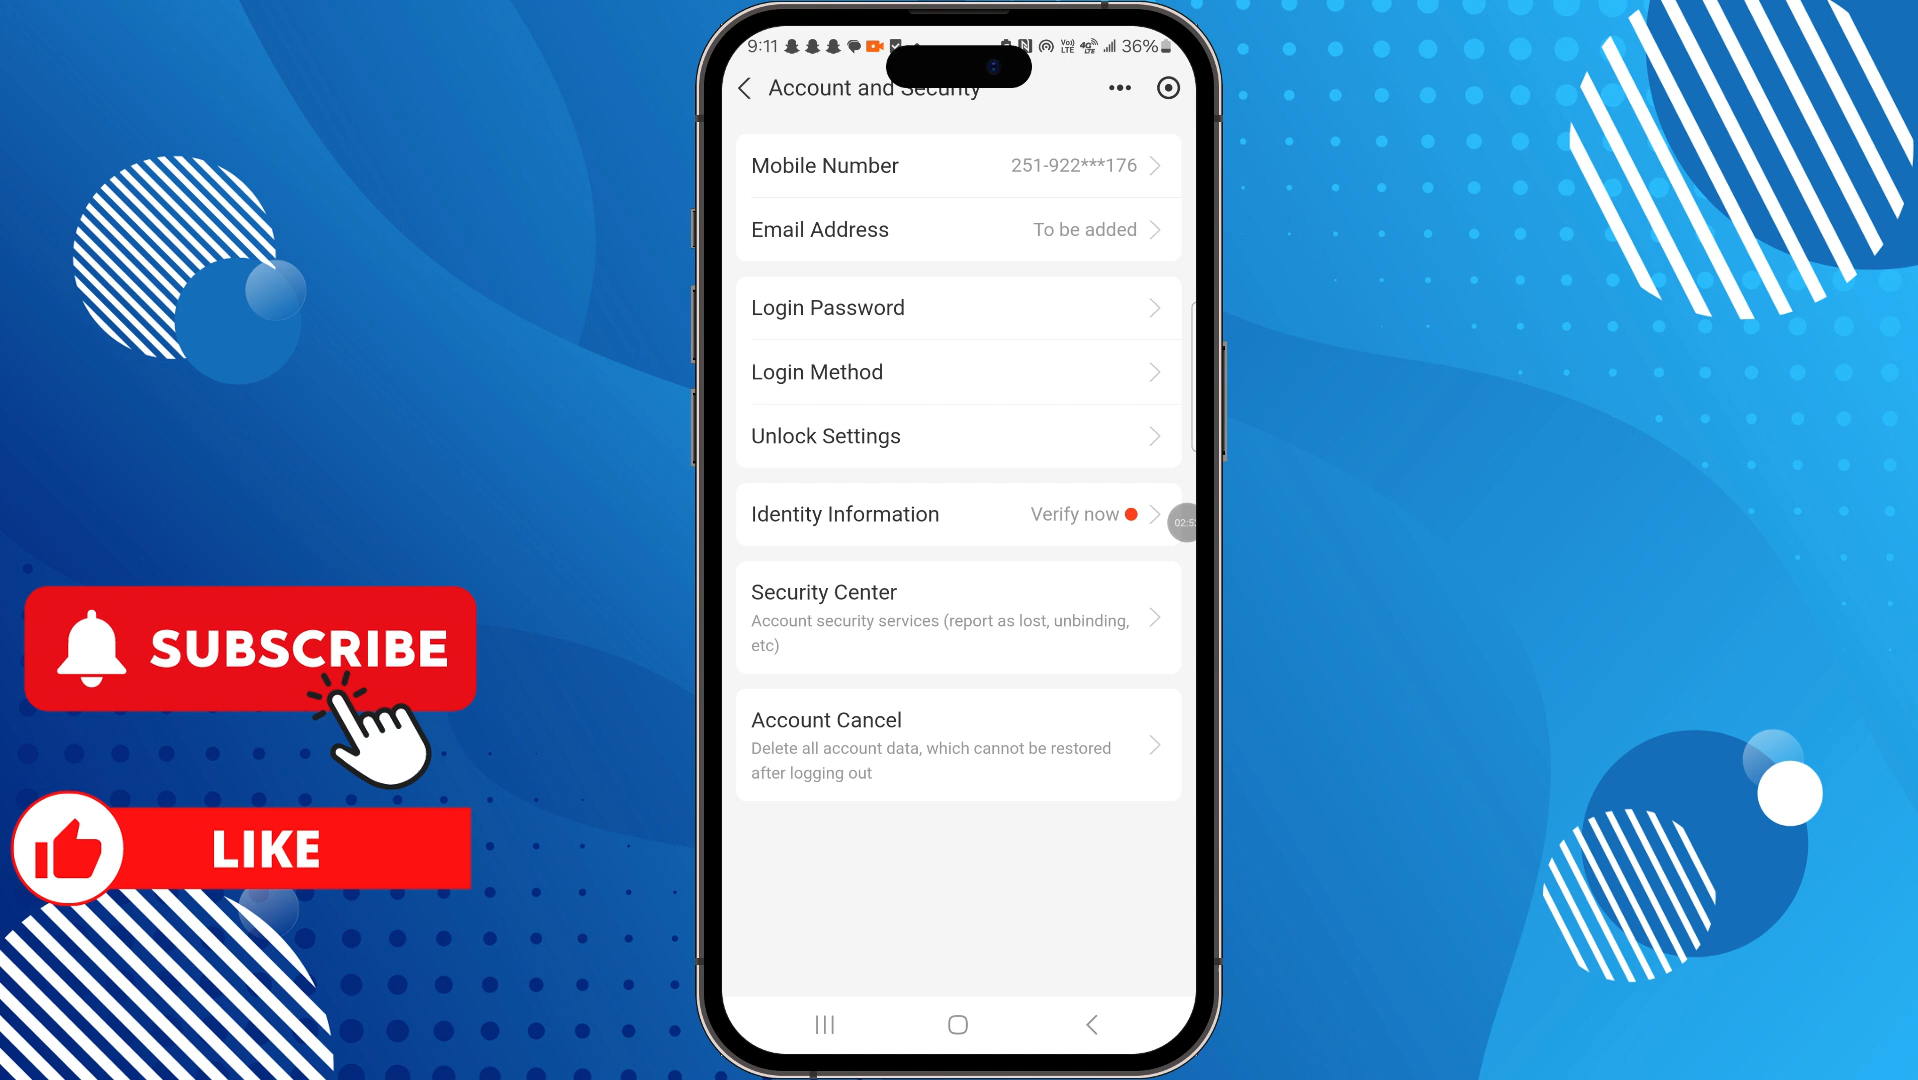 9:11
36%
Account and Security
Mobile Number 251-922***176
Email Address To be added
Login Password
Login Method
Unlock Settings
Identity Information Verify now
Security Center
Account security services (report as lost, unbinding,
etc)
Account Cancel
Delete all account data, which cannot be restored
after logging out
SUBSCRIBE
LIKE